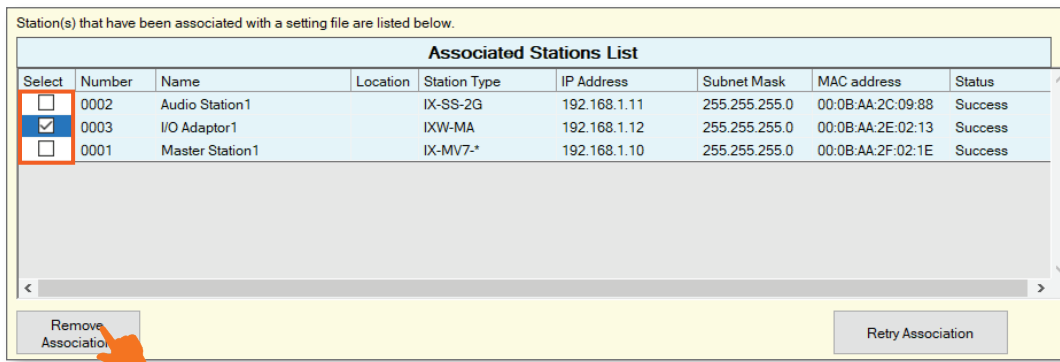 Station(s) that have been associated with a setting file are listed below.
Associated Stations List
Select Number Name Location Station Type IP Address Subnet Mask MAC address Status
0002 Audio Station1 IX-SS-2G 192.168.1.11 255.255.255.0 00:0B:AA:2C:09:88 Success
0003 I/O Adaptor1 IXW-MA 192.168.1.12 255.255.255.0 00:0B:AA:2E:02:13 Success
0001 Master Station1 IX-MV7-* 192.168.1.10 255.255.255.0 00:0B:AA:2F:02:1E Success
Remove
Association
Retry Association